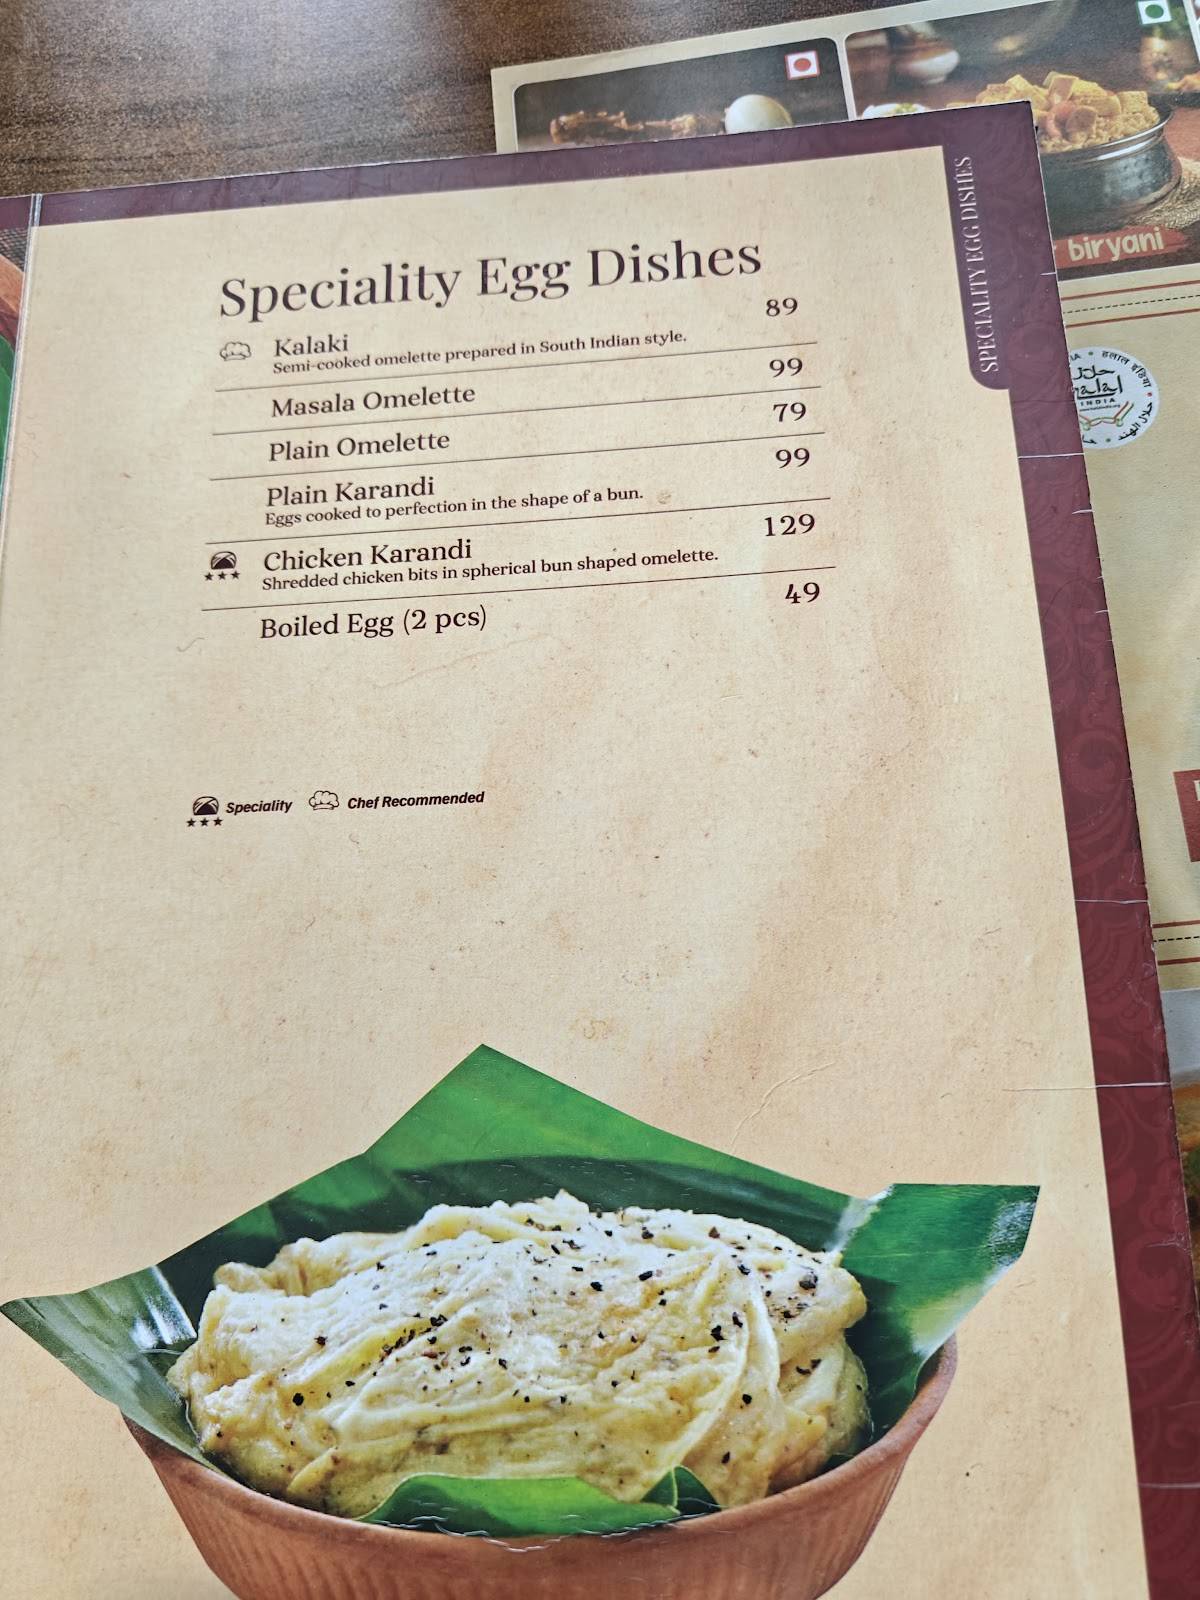 biryani
SPECIALITY EGG DISHES
Speciality Egg Dishes
Kalaki 89
Semi-cooked omelette prepared in South Indian style.
Masala Omelette 99
Plain Omelette 79
Plain Karandi 99
Eggs cooked to perfection in the shape of a bun.
Chicken Karandi 129
Shredded chicken bits in spherical bun shaped omelette.
Boiled Egg (2 pcs) 49
Speciality Chef Recommended
حلال
INDIA